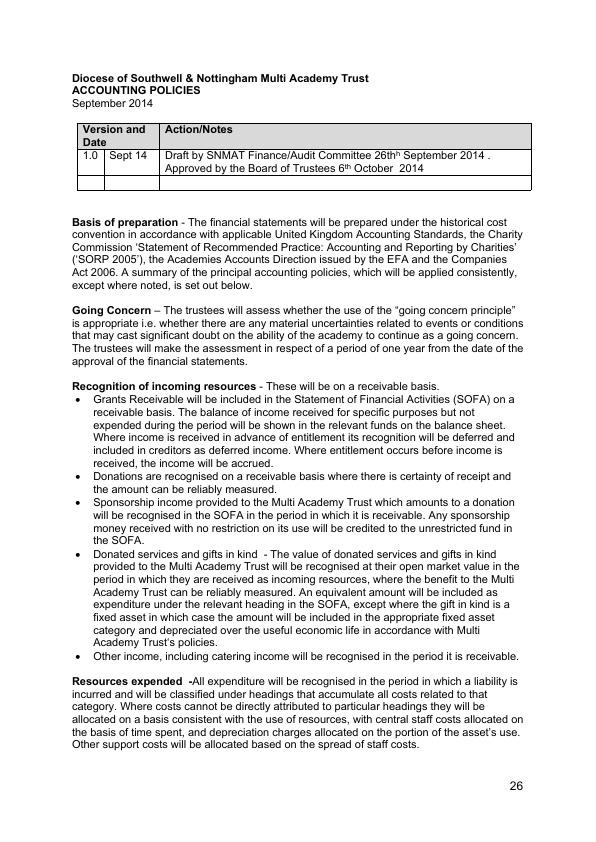 Diocese of Southwell & Nottingham Multi Academy Trust
ACCOUNTING POLICIES
September 2014
Version and Date Action/Notes
1.0 Sept 14 Draft by SNMAT Finance/Audit Committee 26thʰ September 2014 .
Approved by the Board of Trustees 6ᵗʰ October 2014
Basis of preparation - The financial statements will be prepared under the historical cost
convention in accordance with applicable United Kingdom Accounting Standards, the Charity
Commission ‘Statement of Recommended Practice: Accounting and Reporting by Charities’
(‘SORP 2005’), the Academies Accounts Direction issued by the EFA and the Companies
Act 2006. A summary of the principal accounting policies, which will be applied consistently,
except where noted, is set out below.
Going Concern – The trustees will assess whether the use of the “going concern principle”
is appropriate i.e. whether there are any material uncertainties related to events or conditions
that may cast significant doubt on the ability of the academy to continue as a going concern.
The trustees will make the assessment in respect of a period of one year from the date of the
approval of the financial statements.
Recognition of incoming resources - These will be on a receivable basis.
• Grants Receivable will be included in the Statement of Financial Activities (SOFA) on a
receivable basis. The balance of income received for specific purposes but not
expended during the period will be shown in the relevant funds on the balance sheet.
Where income is received in advance of entitlement its recognition will be deferred and
included in creditors as deferred income. Where entitlement occurs before income is
received, the income will be accrued.
• Donations are recognised on a receivable basis where there is certainty of receipt and
the amount can be reliably measured.
• Sponsorship income provided to the Multi Academy Trust which amounts to a donation
will be recognised in the SOFA in the period in which it is receivable. Any sponsorship
money received with no restriction on its use will be credited to the unrestricted fund in
the SOFA.
• Donated services and gifts in kind - The value of donated services and gifts in kind
provided to the Multi Academy Trust will be recognised at their open market value in the
period in which they are received as incoming resources, where the benefit to the Multi
Academy Trust can be reliably measured. An equivalent amount will be included as
expenditure under the relevant heading in the SOFA, except where the gift in kind is a
fixed asset in which case the amount will be included in the appropriate fixed asset
category and depreciated over the useful economic life in accordance with Multi
Academy Trust’s policies.
• Other income, including catering income will be recognised in the period it is receivable.
Resources expended -All expenditure will be recognised in the period in which a liability is
incurred and will be classified under headings that accumulate all costs related to that
category. Where costs cannot be directly attributed to particular headings they will be
allocated on a basis consistent with the use of resources, with central staff costs allocated on
the basis of time spent, and depreciation charges allocated on the portion of the asset’s use.
Other support costs will be allocated based on the spread of staff costs.
26